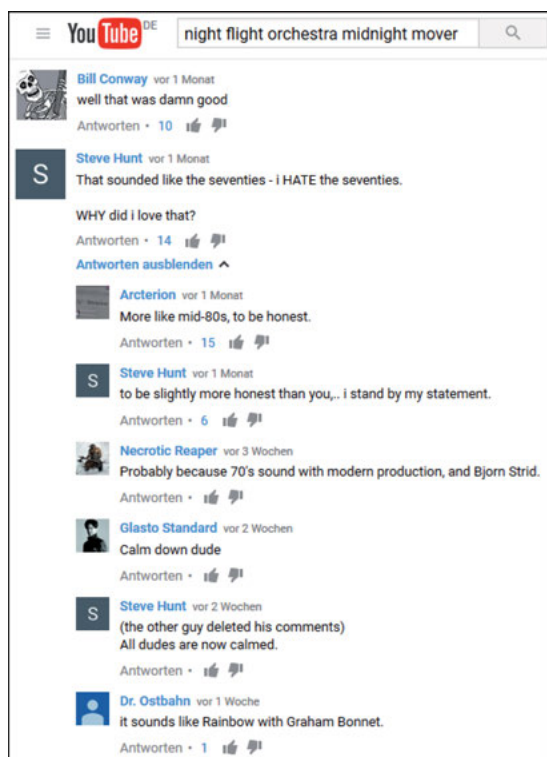 YouTube DE
night flight orchestra midnight mover
Bill Conway vor 1 Monat
well that was damn good
Antworten • 10
S
Steve Hunt vor 1 Monat
That sounded like the seventies - i HATE the seventies.
WHY did i love that?
Antworten • 14
Antworten ausblenden
Arcterion vor 1 Monat
More like mid-80s, to be honest.
Antworten • 15
S
Steve Hunt vor 1 Monat
to be slightly more honest than you,.. i stand by my statement.
Antworten • 6
Necrotic Reaper vor 3 Wochen
Probably because 70's sound with modern production, and Bjorn Strid.
Antworten •
Glasto Standard vor 2 Wochen
Calm down dude
Antworten •
S
Steve Hunt vor 2 Wochen
(the other guy deleted his comments)
All dudes are now calmed.
Antworten •
Dr. Ostbahn vor 1 Woche
it sounds like Rainbow with Graham Bonnet.
Antworten • 1